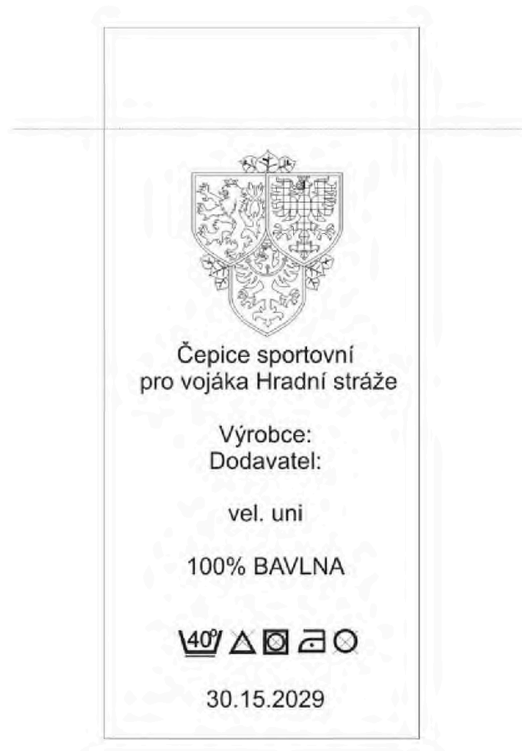 Čepice sportovní
pro vojáka Hradní stráže
Výrobce:
Dodavatel:
vel. uni
100% BAVLNA
40°
30.15.2029